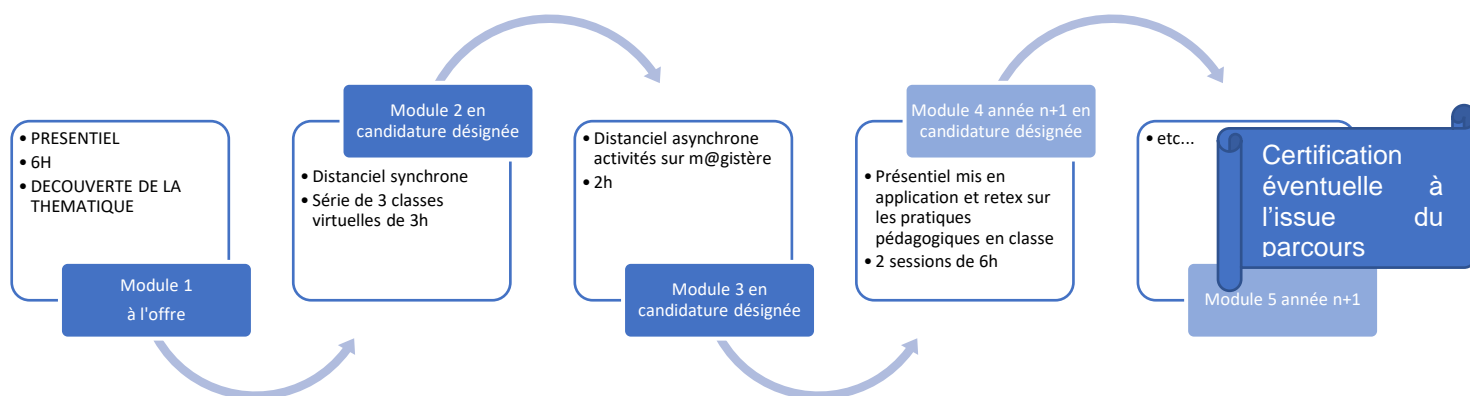 • PRESENTIEL
• 6H
• DECOUVERTE DE LA
THEMATIQUE
Module 1
à l'offre
Module 2 en
candidature désignée
• Distanciel synchrone
• Série de 3 classes
virtuelles de 3h
• Distanciel asynchrone
activités sur m@gistère
• 2h
Module 3 en
candidature désignée
Module 4 année n+1 en
candidature désignée
• Présentiel mis en
application et retex sur
les pratiques
pédagogiques en classe
• 2 sessions de 6h
• etc...
Certification
éventuelle à
l’issue du
parcours
Module 5 année n+1